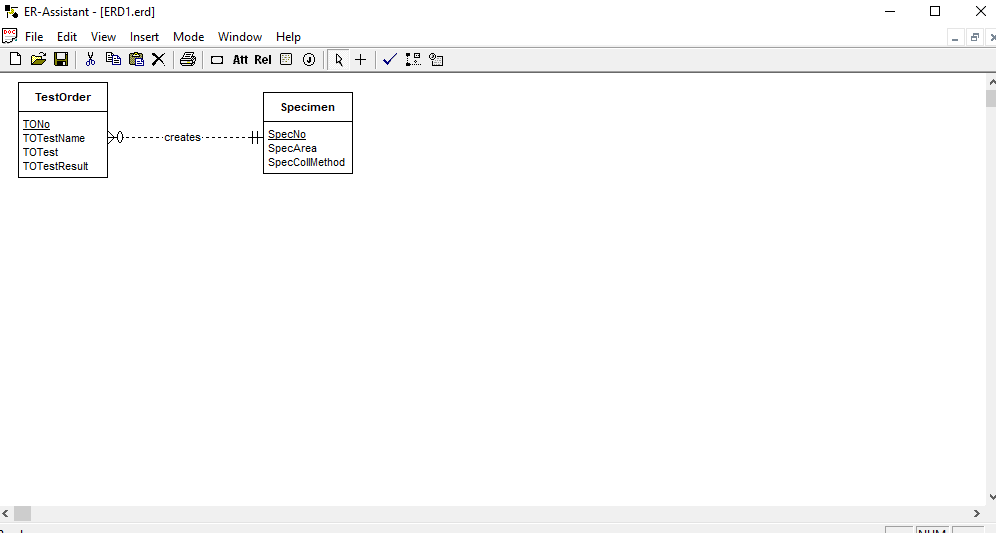 ER-Assistant - [ERD1.erd]
DOC File Edit View Insert Mode Window Help
Att Rel J
TestOrder
TONo
TOTestName
TOTest
TOTestResult
creates
Specimen
SpecNo
SpecArea
SpecCollMethod